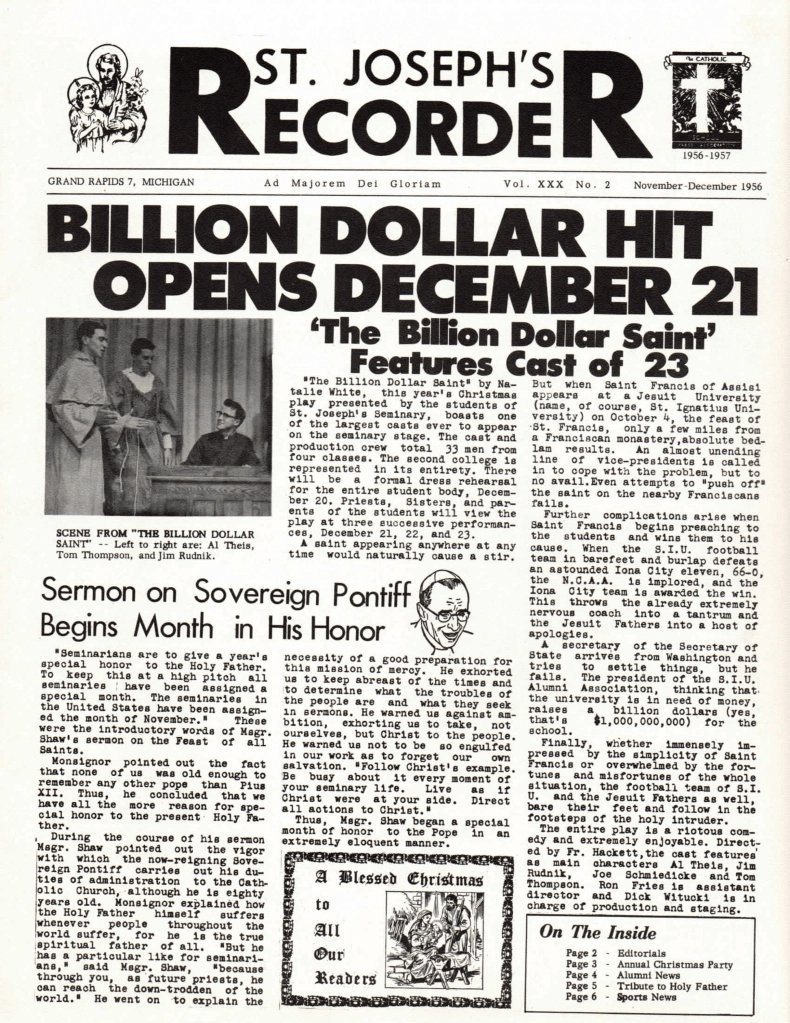 ST. JOSEPH'S
RECORDER
The CATHOLIC
SCHOOL
PRESS ASSOCIATION
1956-1957
GRAND RAPIDS 7, MICHIGAN Ad Majorem Dei Gloriam Vol. XXX No. 2 November-December 1956
BILLION DOLLAR HIT
OPENS DECEMBER 21
'The Billion Dollar Saint'
Features Cast of 23
SCENE FROM "THE BILLION DOLLAR
SAINT" -- Left to right are: Al Theis,
Tom Thompson, and Jim Rudnik.
"The Billion Dollar Saint" by Na-
talie White, this year's Christmas
play presented by the students of
St. Joseph's Seminary, boasts one
of the largest casts ever to appear
on the seminary stage. The cast and
production crew total 33 men from
four classes. The second college is
represented in its entirety. There
will be a formal dress rehearsal
for the entire student body, Decem-
ber 20. Priests, Sisters, and par-
ents of the students will view the
play at three successive performan-
ces, December 21, 22, and 23.
A saint appearing anywhere at any
time would naturally cause a stir.
But when Saint Francis of Assisi
appears at a Jesuit University
(name, of course, St. Ignatius Uni-
versity) on October 4, the feast of
St. Francis, only a few miles from
a Franciscan monastery,absolute bed-
lam results. An almost unending
line of vice-presidents is called
in to cope with the problem, but to
no avail.Even attempts to "push off"
the saint on the nearby Franciscans
fails.
Further complications arise when
Saint Francis begins preaching to
the students and wins them to his
cause. When the S.I.U. football
team in barefeet and burlap defeats
an astounded Iona City eleven, 66-0,
the N.C.A.A. is implored, and the
Iona City team is awarded the win.
This throws the already extremely
nervous coach into a tantrum and
the Jesuit Fathers into a host of
apologies.
A secretary of the Secretary of
State arrives from Washington and
tries to settle things, but he
fails. The president of the S.I.U.
Alumni Association, thinking that
the university is in need of money,
raises a billion dollars (yes,
that's $1,000,000,000) for the
school.
Finally, whether immensely im-
pressed by the simplicity of Saint
Francis or overwhelmed by the for-
tunes and misfortunes of the whole
situation, the football team of S.I.
U. and the Jesuit Fathers as well,
bare their feet and follow in the
footsteps of the holy intruder.
The entire play is a riotous com-
edy and extremely enjoyable. Direct-
ed by Fr. Hackett,the cast features
as main characters Al Theis, Jim
Rudnik, Joe Schmiedicke and Tom
Thompson. Ron Fries is assistant
director and Dick Witucki is in
charge of production and staging.
Sermon on Sovereign Pontiff
Begins Month in His Honor
"Seminarians are to give a year's
special honor to the Holy Father.
To keep this at a high pitch all
seminaries have been assigned a
special month. The seminaries in
the United States have been assign-
ed the month of November." These
were the introductory words of Msgr.
Shaw's sermon on the Feast of all
Saints.
Monsignor pointed out the fact
that none of us was old enough to
remember any other pope than Pius
XII. Thus, he concluded that we
have all the more reason for spe-
cial honor to the present Holy Fa-
ther.
During the course of his sermon
Msgr. Shaw pointed out the vigor
with which the now-reigning Sove-
reign Pontiff carries out his du-
ties of administration to the Cath-
olic Church, although he is eighty
years old. Monsignor explained how
the Holy Father himself suffers
whenever people throughout the
world suffer, for he is the true
spiritual father of all. "But he
has a particular like for seminari-
ans," said Msgr. Shaw, "because
through you, as future priests, he
can reach the down-trodden of the
world." He went on to explain the
necessity of a good preparation for
this mission of mercy. He exhorted
us to keep abreast of the times and
to determine what the troubles of
the people are and what they seek
in sermons. He warned us against am-
bition, exhorting us to take, not
ourselves, but Christ to the people.
He warned us not to be so engulfed
in our work as to forget our own
salvation. "Follow Christ's example.
Be busy about it every moment of
your seminary life. Live as if
Christ were at your side. Direct
all actions to Christ."
Thus, Msgr. Shaw began a special
month of honor to the Pope in an
extremely eloquent manner.
A Blessed Christmas
to
All
Our
Readers
On The Inside
Page 2 - Editorials
Page 3 - Annual Christmas Party
Page 4 - Alumni News
Page 5 - Tribute to Holy Father
Page 6 - Sports News